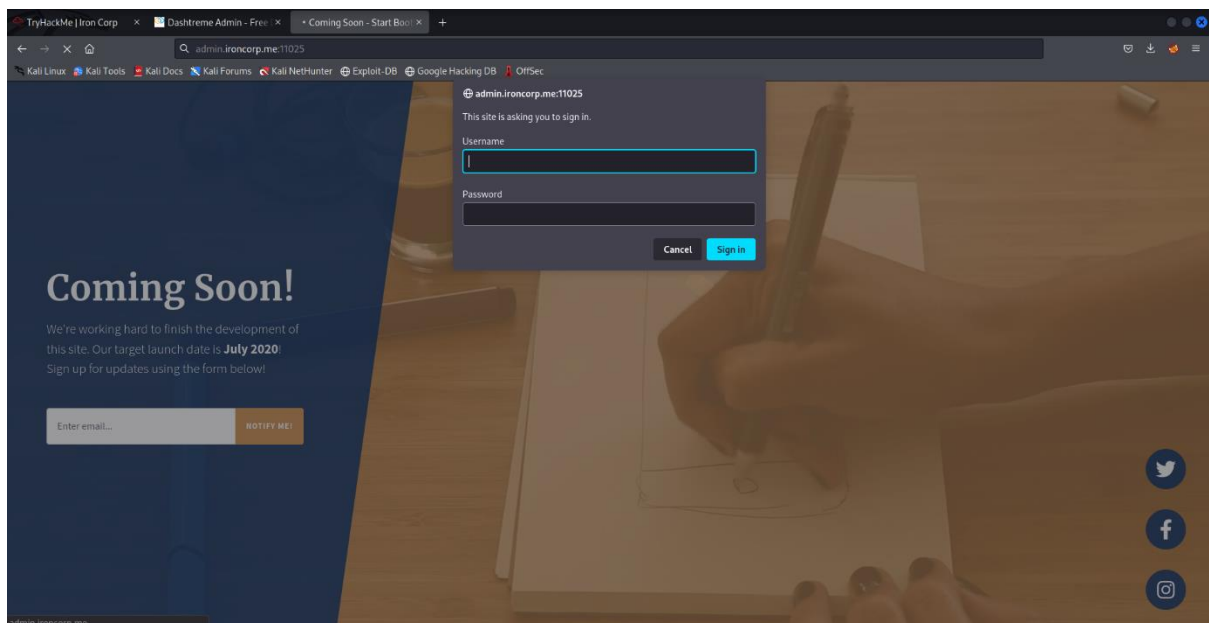 TryHackMe | Iron Corp × Dashtreme Admin - Free × • Coming Soon - Start Boot × +
admin.ironcorp.me:11025
Kali Linux Kali Tools Kali Docs Kali Forums Kali NetHunter Exploit-DB Google Hacking DB OffSec
admin.ironcorp.me:11025
This site is asking you to sign in.
Username
Password
Cancel Sign in
Coming Soon!
We're working hard to finish the development of
this site. Our target launch date is July 2020!
Sign up for updates using the form below!
Enter email... NOTIFY ME!
admin.ironcorp.me